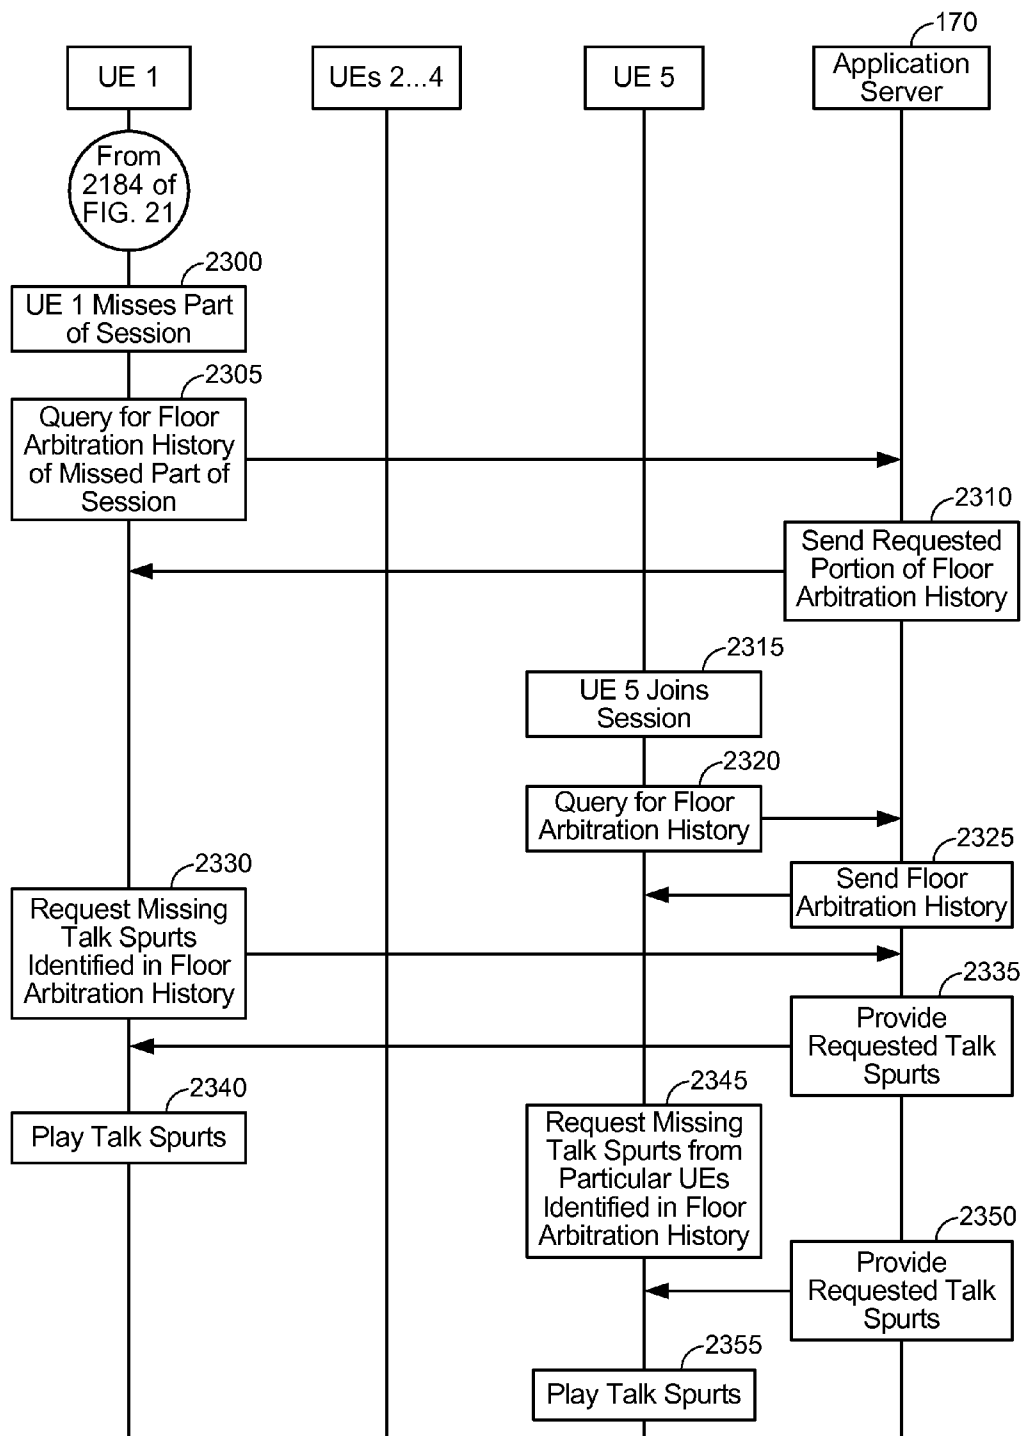 170
UE 1
UEs 2...4
UE 5
Application
Server
From
2184 of
FIG. 21
2300
UE 1 Misses Part
of Session
2305
Query for Floor
Arbitration History
of Missed Part of
Session
2310
Send Requested
Portion of Floor
Arbitration History
2315
UE 5 Joins
Session
2320
Query for Floor
Arbitration History
2325
Send Floor
Arbitration History
2330
Request Missing
Talk Spurts
Identified in Floor
Arbitration History
2335
Provide
Requested Talk
Spurts
2340
Play Talk Spurts
2345
Request Missing
Talk Spurts from
Particular UEs
Identified in Floor
Arbitration History
2350
Provide
Requested Talk
Spurts
2355
Play Talk Spurts